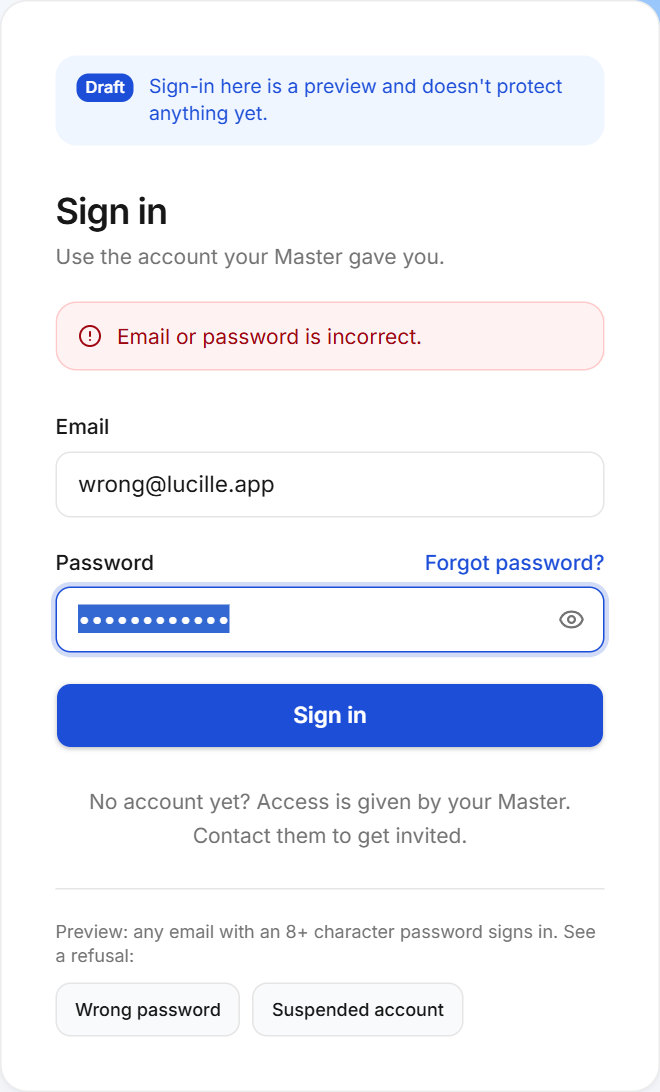 Draft
Sign-in here is a preview and doesn't protect
anything yet.
Sign in
Use the account your Master gave you.
Email or password is incorrect.
Email
wrong@lucille.app
Password
Forgot password?
••••••••••••
Sign in
No account yet? Access is given by your Master.
Contact them to get invited.
Preview: any email with an 8+ character password signs in. See
a refusal:
Wrong password
Suspended account